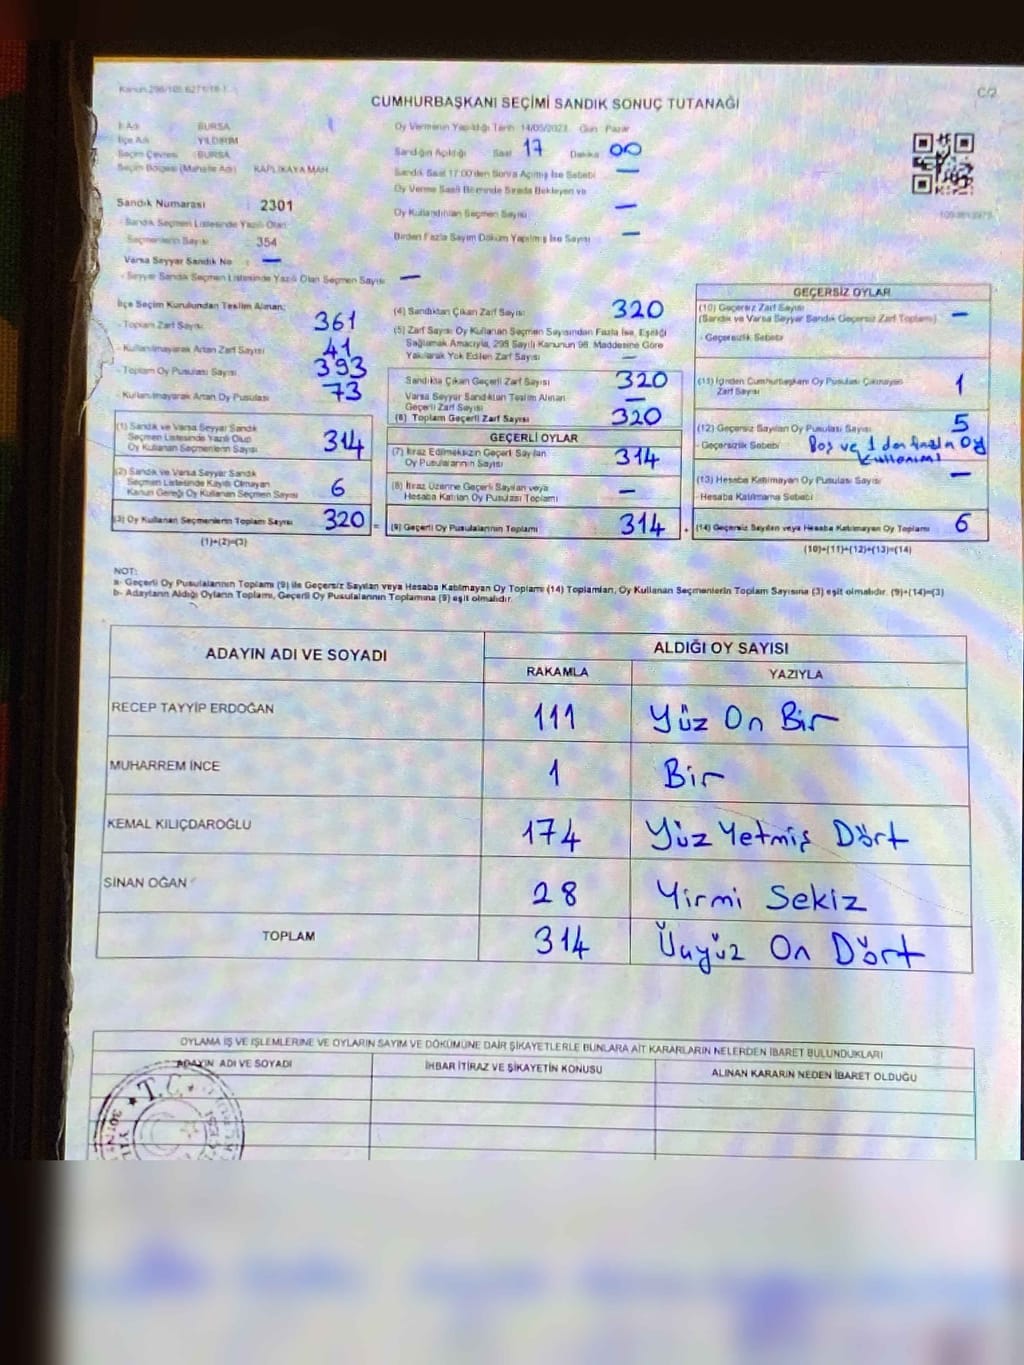 CUMHURBAŞKANI SEÇİMİ SANDIK SONUÇ TUTANAĞI
C/2
İl Adı BURSA
İlçe Adı YILDIRIM
Seçim Çevresi BURSA
Seçim Bölgesi (Mahalle Adı) KAPLIKAYA MAH.
Sandık Numarası : 2301
- Sandık Seçmen Listesinde Yazılı Olan
Seçmenlerin Sayısı : 354
Varsa Seyyar Sandık No : —
- Seyyar Sandık Seçmen Listesinde Yazılı Olan Seçmen Sayısı —
Oy Vermenin Yapıldığı Tarih 14/05/2023 Gün Pazar
Sandığın Açıldığı Saat 17 Dakika 00
Sandık Saat 17:00'den Sonra Açılmış İse Sebebi —
Oy Verme Saati Bitiminde Sırada Bekleyen ve
Oy Kullandırılan Seçmen Sayısı —
Birden Fazla Sayım Döküm Yapılmış İse Sayısı —
İlçe Seçim Kurulundan Teslim Alınan:
- Toplam Zarf Sayısı 361
- Kullanılmayarak Artan Zarf Sayısı 41
- Toplam Oy Pusulası Sayısı 393
- Kullanılmayarak Artan Oy Pusulası 73
(1) Sandık ve Varsa Seyyar Sandık
Seçmen Listesinde Yazılı Olup
Oy Kullanan Seçmenlerin Sayısı 314
(2) Sandık ve Varsa Seyyar Sandık
Seçmen Listesinde Kayıtlı Olmayan
Kanun Gereği Oy Kullanan Seçmen Sayısı 6
(3) Oy Kullanan Seçmenlerin Toplam Sayısı 320 =
(1)+(2)=(3)
(4) Sandıktan Çıkan Zarf Sayısı 320
(5) Zarf Sayısı Oy Kullanan Seçmen Sayısından Fazla İse, Eşitliği
Sağlamak Amacıyla, 298 Sayılı Kanunun 98. Maddesine Göre
Yakılarak Yok Edilen Zarf Sayısı —
Sandıkta Çıkan Geçerli Zarf Sayısı 320
Varsa Seyyar Sandıktan Teslim Alınan
Geçerli Zarf Sayısı —
(6) Toplam Geçerli Zarf Sayısı 320
GEÇERLİ OYLAR
(7) İtiraz Edilmeksizin Geçerli Sayılan
Oy Pusulalarının Sayısı 314
(8) İtiraz Üzerine Geçerli Sayılan veya
Hesaba Katılan Oy Pusulası Toplamı —
(9) Geçerli Oy Pusulalarının Toplamı 314 +
GEÇERSİZ OYLAR
(10) Geçersiz Zarf Sayısı
(Sandık ve Varsa Seyyar Sandık Geçersiz Zarf Toplamı) —
- Geçersizlik Sebebi
(11) İçinden Cumhurbaşkanı Oy Pusulası Çıkmayan
Zarf Sayısı 1
(12) Geçersiz Sayılan Oy Pusulası Sayısı 5
- Geçersizlik Sebebi Boş ve 1 den fazla Oy
Kullanımı
(13) Hesaba Katılmayan Oy Pusulası Sayısı —
- Hesaba Katılmama Sebebi
(14) Geçersiz Sayılan veya Hesaba Katılmayan Oy Toplamı 6
(10)+(11)+(12)+(13)=(14)
NOT:
a- Geçerli Oy Pusulalarının Toplamı (9) ile Geçersiz Sayılan veya Hesaba Katılmayan Oy Toplamı (14) Toplamları, Oy Kullanan Seçmenlerin Toplam Sayısına (3) eşit olmalıdır. (9)+(14)=(3)
b- Adayların Aldığı Oyların Toplamı, Geçerli Oy Pusulalarının Toplamına (9) eşit olmalıdır.
ADAYIN ADI VE SOYADI ALDIĞI OY SAYISI
RAKAMLA YAZIYLA
RECEP TAYYİP ERDOĞAN 111 Yüz On Bir
MUHARREM İNCE 1 Bir
KEMAL KILIÇDAROĞLU 174 Yüz Yetmiş Dört
SİNAN OĞAN 28 Yirmi Sekiz
TOPLAM 314 Üçyüz On Dört
OYLAMA İŞ VE İŞLEMLERİNE VE OYLARIN SAYIM VE DÖKÜMÜNE DAİR ŞİKAYETLERLE BUNLARA AİT KARARLARIN NELERDEN İBARET BULUNDUKLARI
ADAYIN ADI VE SOYADI İHBAR İTİRAZ VE ŞİKAYETİN KONUSU ALINAN KARARIN NEDEN İBARET OLDUĞU
T.C.